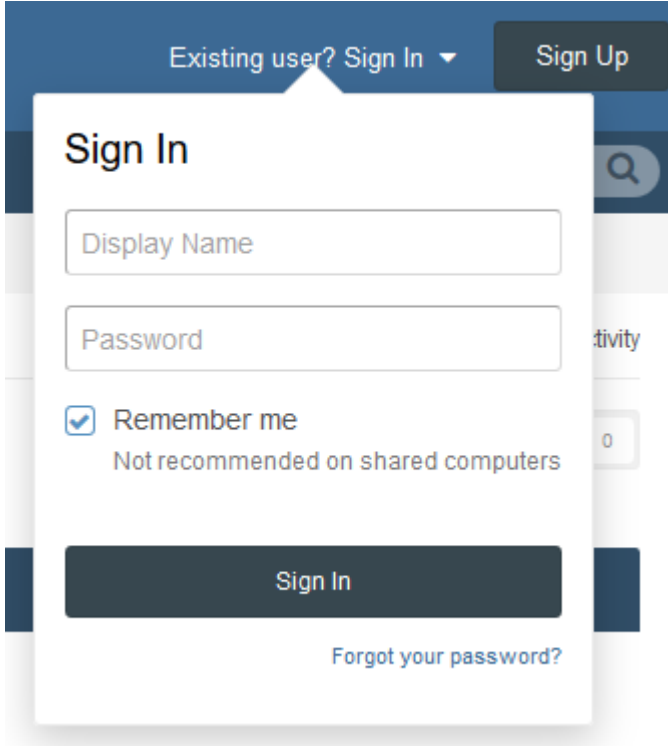 Existing user? Sign In
Sign Up
Sign In
Display Name
Password
Remember me
Not recommended on shared computers
Sign In
Forgot your password?
0